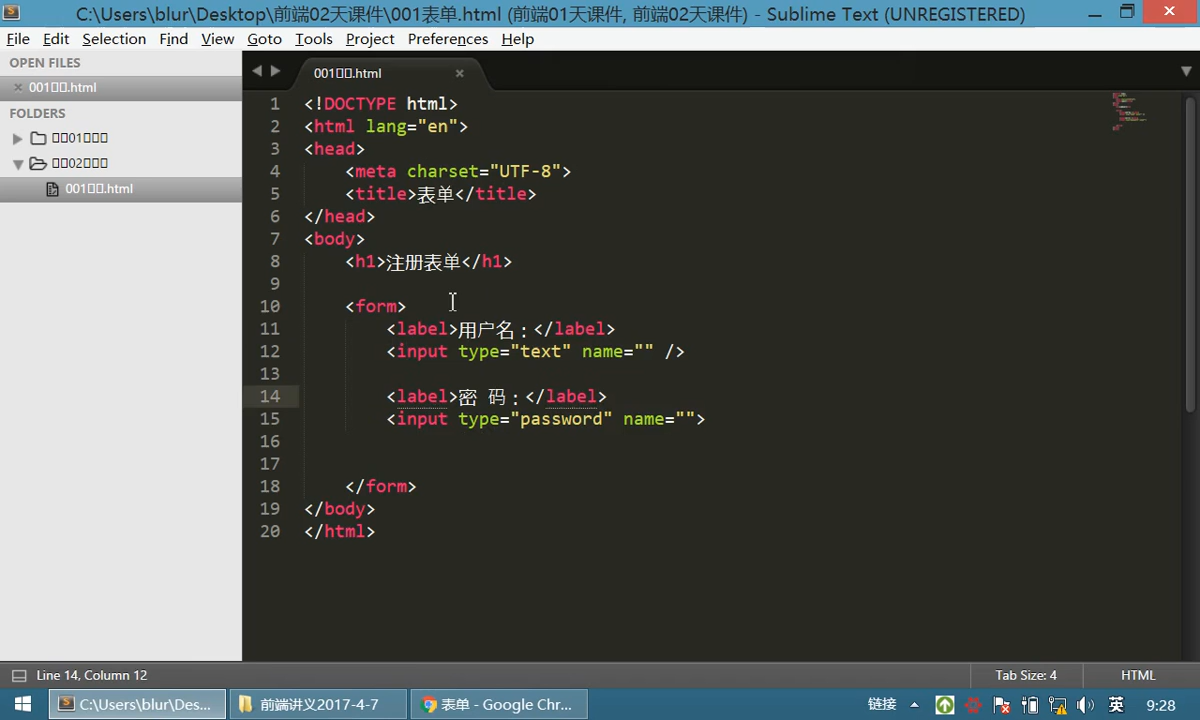 C:\Users\blur\Desktop\前端02天课件\001表单.html (前端01天课件, 前端02天课件) - Sublime Text (UNREGISTERED)
File Edit Selection Find View Goto Tools Project Preferences Help
OPEN FILES
001□□.html
FOLDERS
□□01□□□
□□02□□□
001□□.html
001□□.html
1 <!DOCTYPE html>
2 <html lang="en">
3 <head>
4 <meta charset="UTF-8">
5 <title>表单</title>
6 </head>
7 <body>
8 <h1>注册表单</h1>
9
10 <form>
11 <label>用户名：</label>
12 <input type="text" name="" />
13
14 <label>密 码：</label>
15 <input type="password" name="">
16
17
18 </form>
19 </body>
20 </html>
Line 14, Column 12
Tab Size: 4
HTML
C:\Users\blur\Des...
前端讲义2017-4-7
表单 - Google Chr...
链接
英
9:28